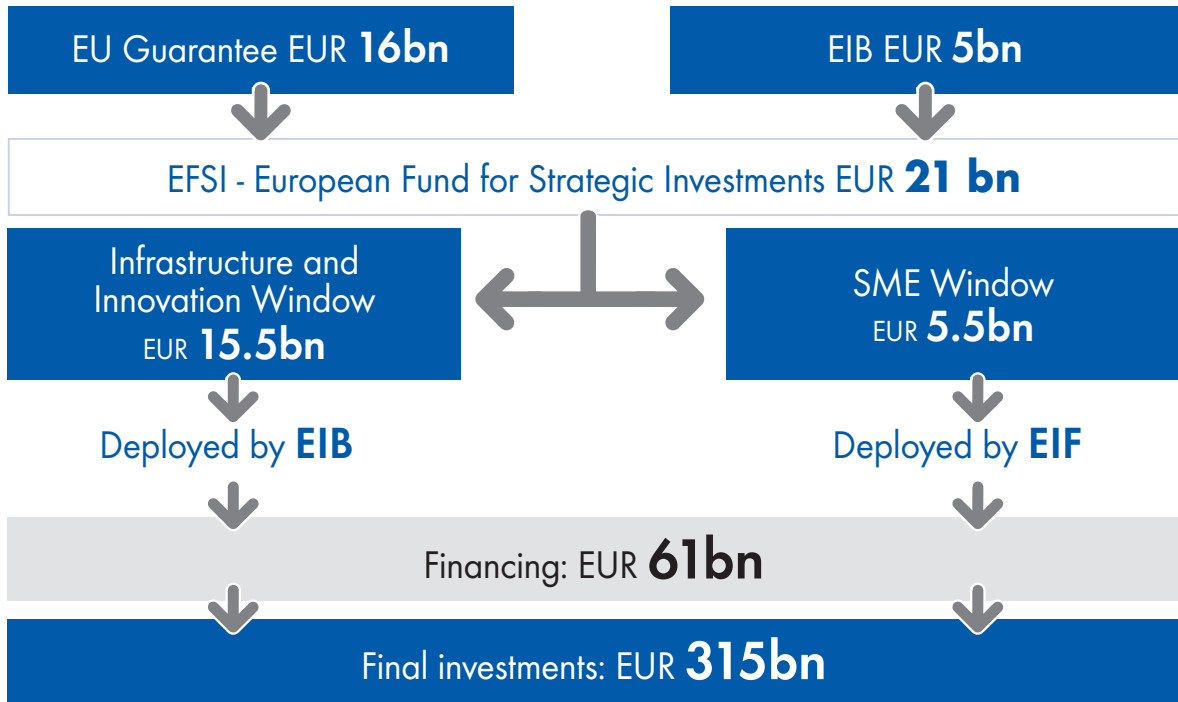 EU Guarantee EUR 16bn
EIB EUR 5bn
EFSI - European Fund for Strategic Investments EUR 21 bn
Infrastructure and
Innovation Window
EUR 15.5bn
SME Window
EUR 5.5bn
Deployed by EIB
Deployed by EIF
Financing: EUR 61bn
Final investments: EUR 315bn